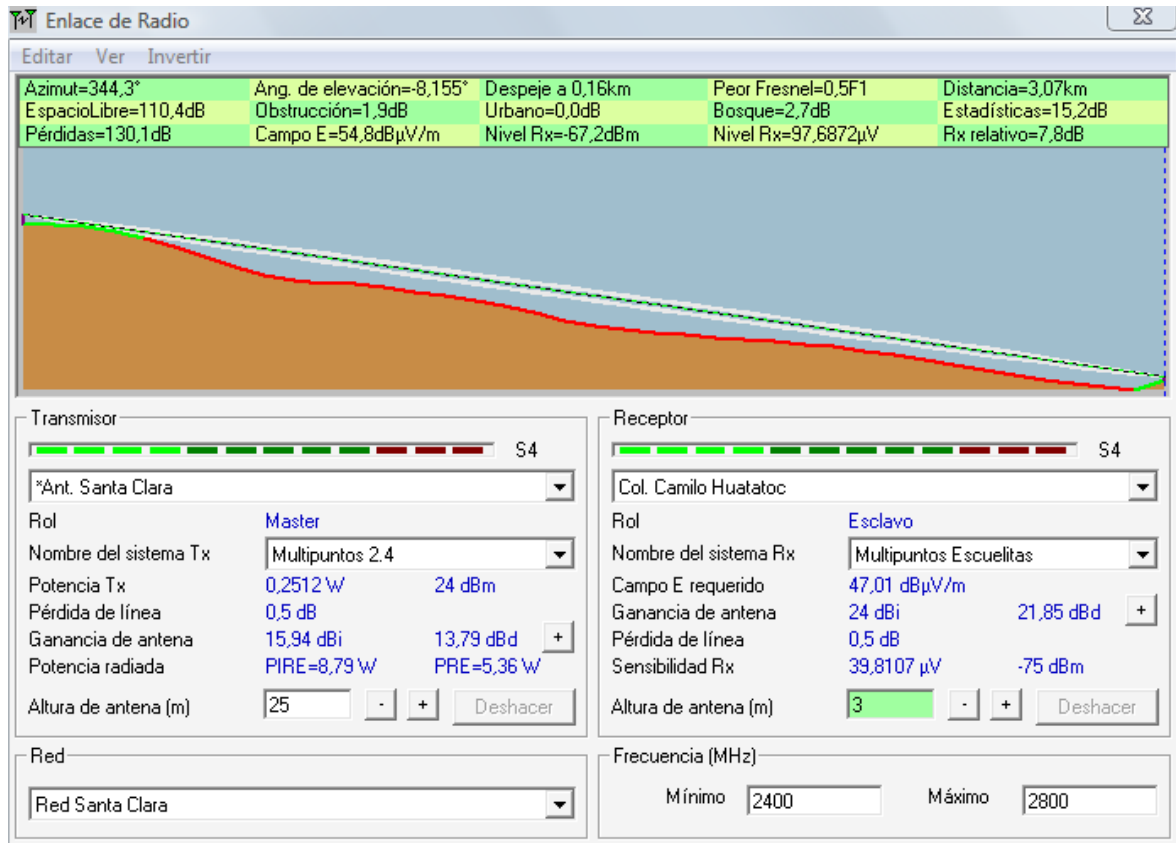 Enlace de Radio
Editar Ver Invertir
Azimut=344,3° Ang. de elevación=-8,155° Despeje a 0,16km Peor Fresnel=0,5F1 Distancia=3,07km
EspacioLibre=110,4dB Obstrucción=1,9dB Urbano=0,0dB Bosque=2,7dB Estadísticas=15,2dB
Pérdidas=130,1dB Campo E=54,8dBµV/m Nivel Rx=-67,2dBm Nivel Rx=97,6872µV Rx relativo=7,8dB
Transmisor
S4
*Ant. Santa Clara
Rol Master
Nombre del sistema Tx Multipuntos 2.4
Potencia Tx 0,2512 W 24 dBm
Pérdida de línea 0,5 dB
Ganancia de antena 15,94 dBi 13,79 dBd +
Potencia radiada PIRE=8,79 W PRE=5,36 W
Altura de antena (m) 25 - + Deshacer
Receptor
S4
Col. Camilo Huatatoc
Rol Esclavo
Nombre del sistema Rx Multipuntos Escuelitas
Campo E requerido 47,01 dBµV/m
Ganancia de antena 24 dBi 21,85 dBd +
Pérdida de línea 0,5 dB
Sensibilidad Rx 39,8107 µV -75 dBm
Altura de antena (m) 3 - + Deshacer
Red
Red Santa Clara
Frecuencia (MHz)
Mínimo 2400 Máximo 2800